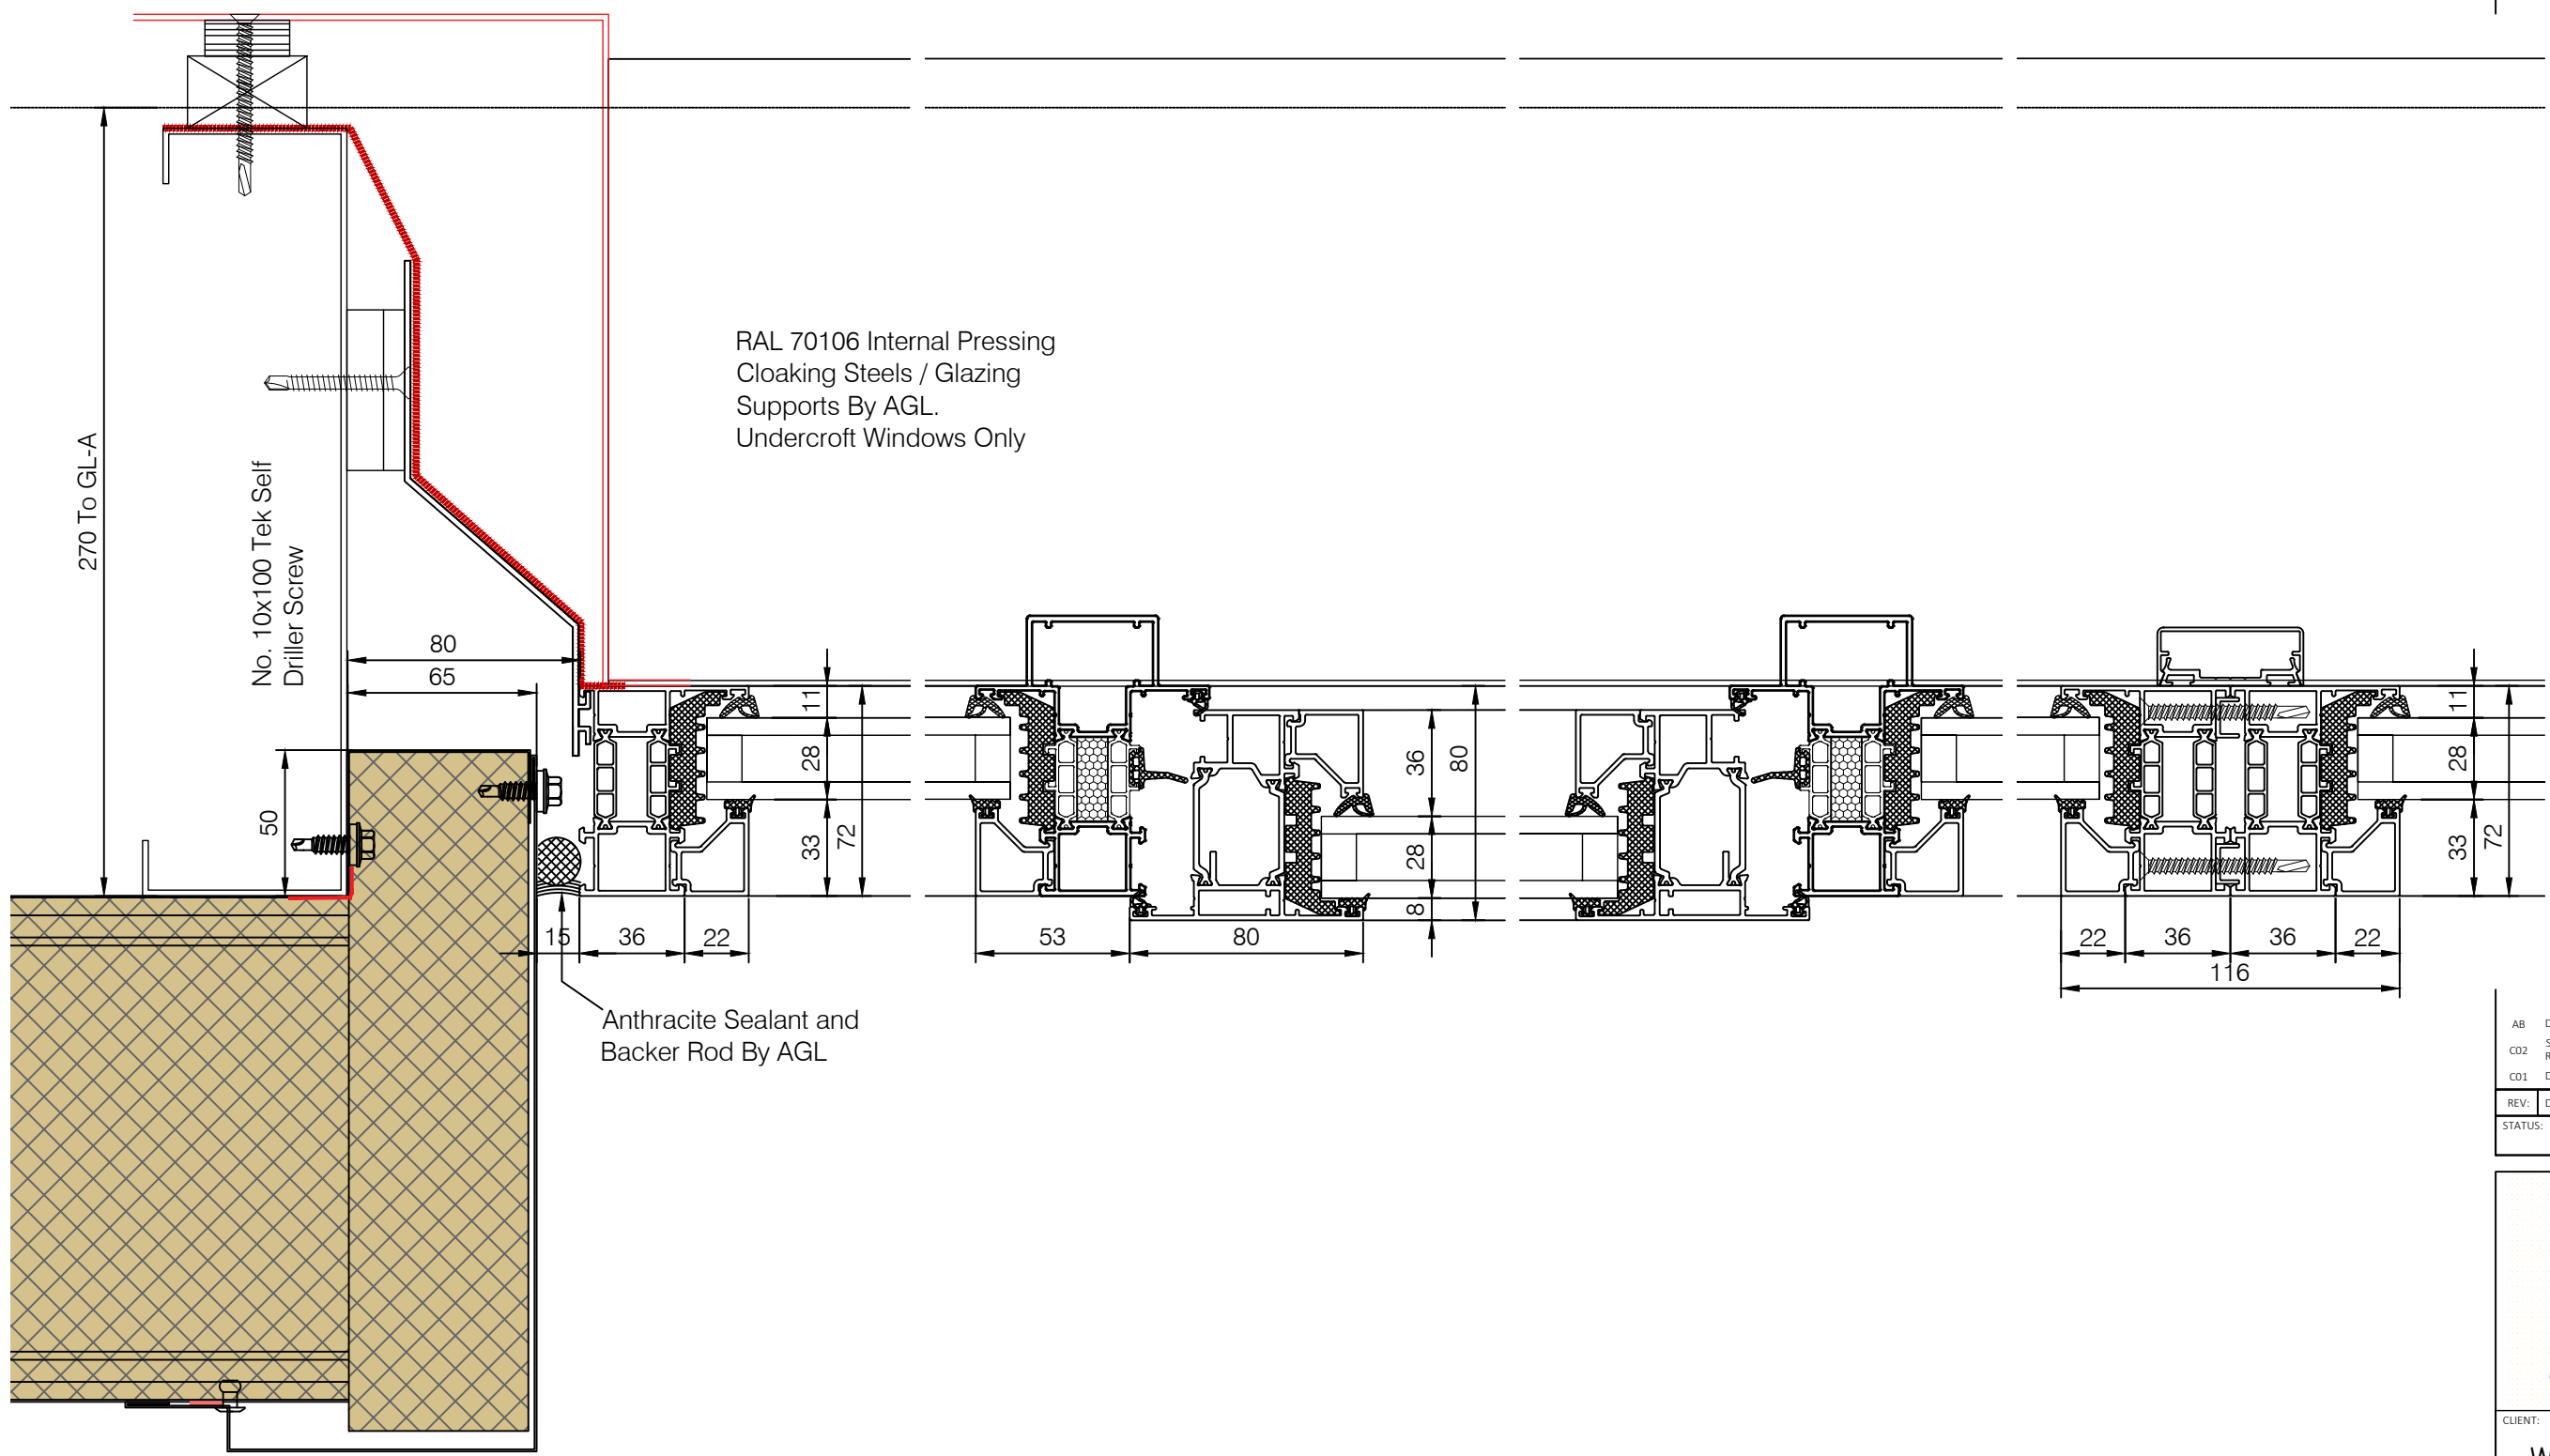 RAL 70106 Internal Pressing
Cloaking Steels / Glazing
Supports By AGL.
Undercroft Windows Only
270 To GL-A
No. 10x100 Tek Self
Driller Screw
80
65
50
11
28
33
72
15
36
22
Anthracite Sealant and
Backer Rod By AGL
53
80
36
28
8
80
22
36
36
22
116
11
28
33
72
AB
C02
C01
REV:
STATUS:
CLIENT: